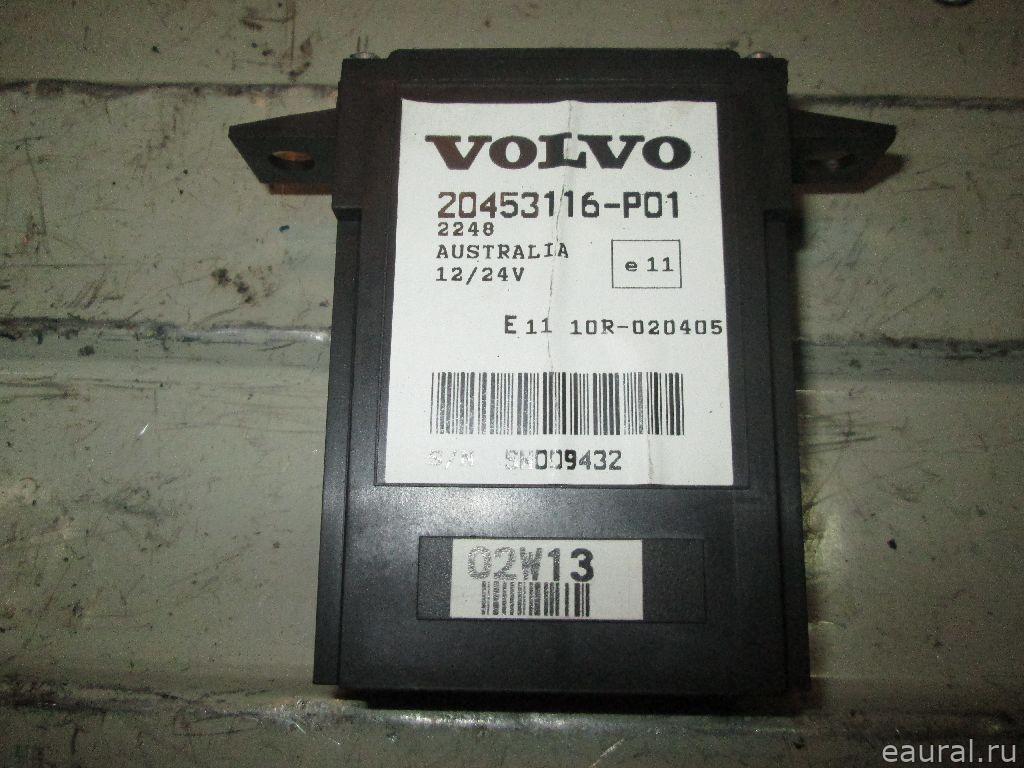 VOLVO
20453116-P01
2248
AUSTRALIA
12/24V
e 11
E 11 10R-020405
S/N SN009432
02W13
eaural.ru